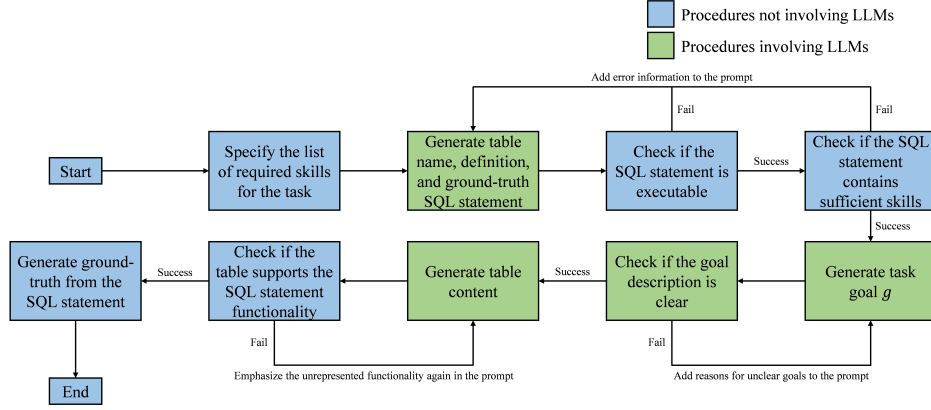 Procedures not involving LLMs
Procedures involving LLMs
Add error information to the prompt
Fail
Fail
Start
Specify the list
of required skills
for the task
Generate table
name, definition,
and ground-truth
SQL statement
Check if the
SQL statement is
executable
Success
Check if the SQL
statement
contains
sufficient skills
Success
Generate ground-
truth from the
SQL statement
Success
Check if the
table supports the
SQL statement
functionality
Generate table
content
Success
Check if the goal
description is
clear
Generate task
goal g
Fail
Emphasize the unrepresented functionality again in the prompt
Fail
Add reasons for unclear goals to the prompt
End